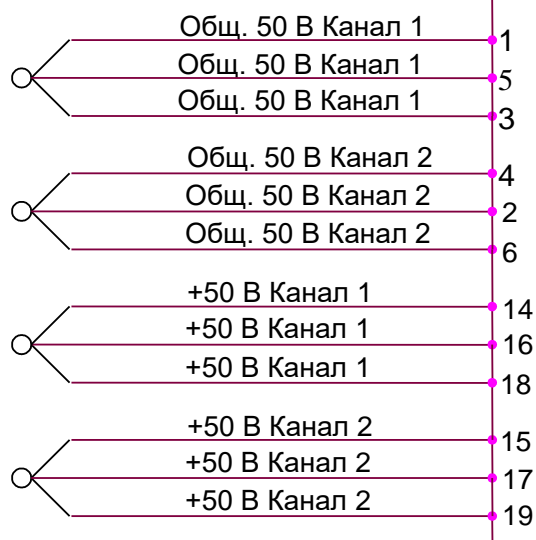 Общ. 50 В Канал 1 1
Общ. 50 В Канал 1 5
Общ. 50 В Канал 1 3
Общ. 50 В Канал 2 4
Общ. 50 В Канал 2 2
Общ. 50 В Канал 2 6
+50 В Канал 1 14
+50 В Канал 1 16
+50 В Канал 1 18
+50 В Канал 2 15
+50 В Канал 2 17
+50 В Канал 2 19